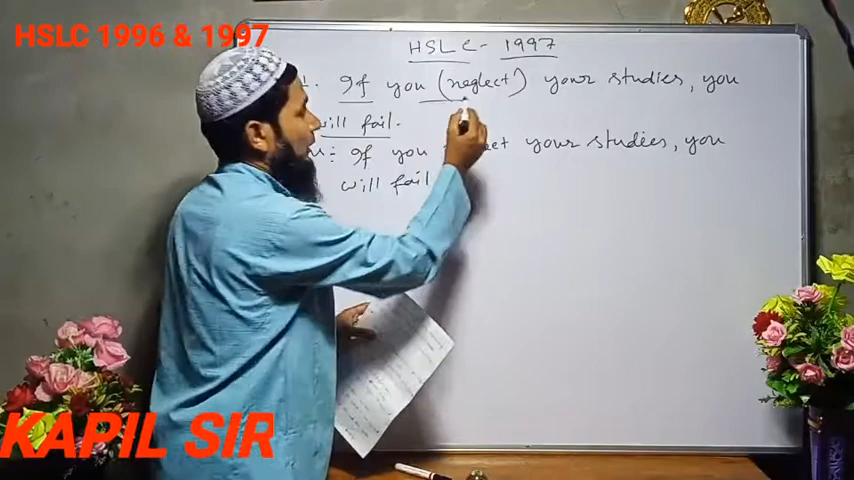 HSLC 1996 & 1997
HSLC - 1997
If you (neglect) your studies, you
will fail.
If you your studies, you
will fail
KAPIL SIR